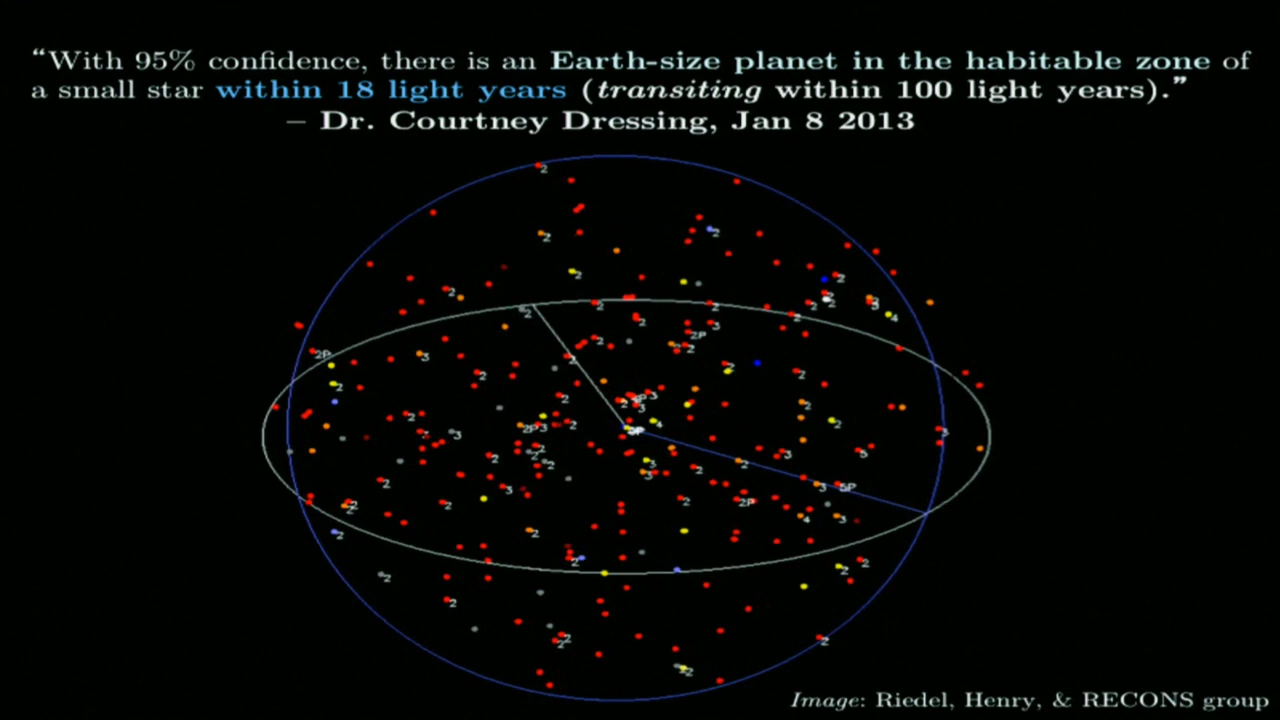 “With 95% confidence, there is an Earth-size planet in the habitable zone of
a small star within 18 light years (transiting within 100 light years).”
– Dr. Courtney Dressing, Jan 8 2013
Image: Riedel, Henry, & RECONS group